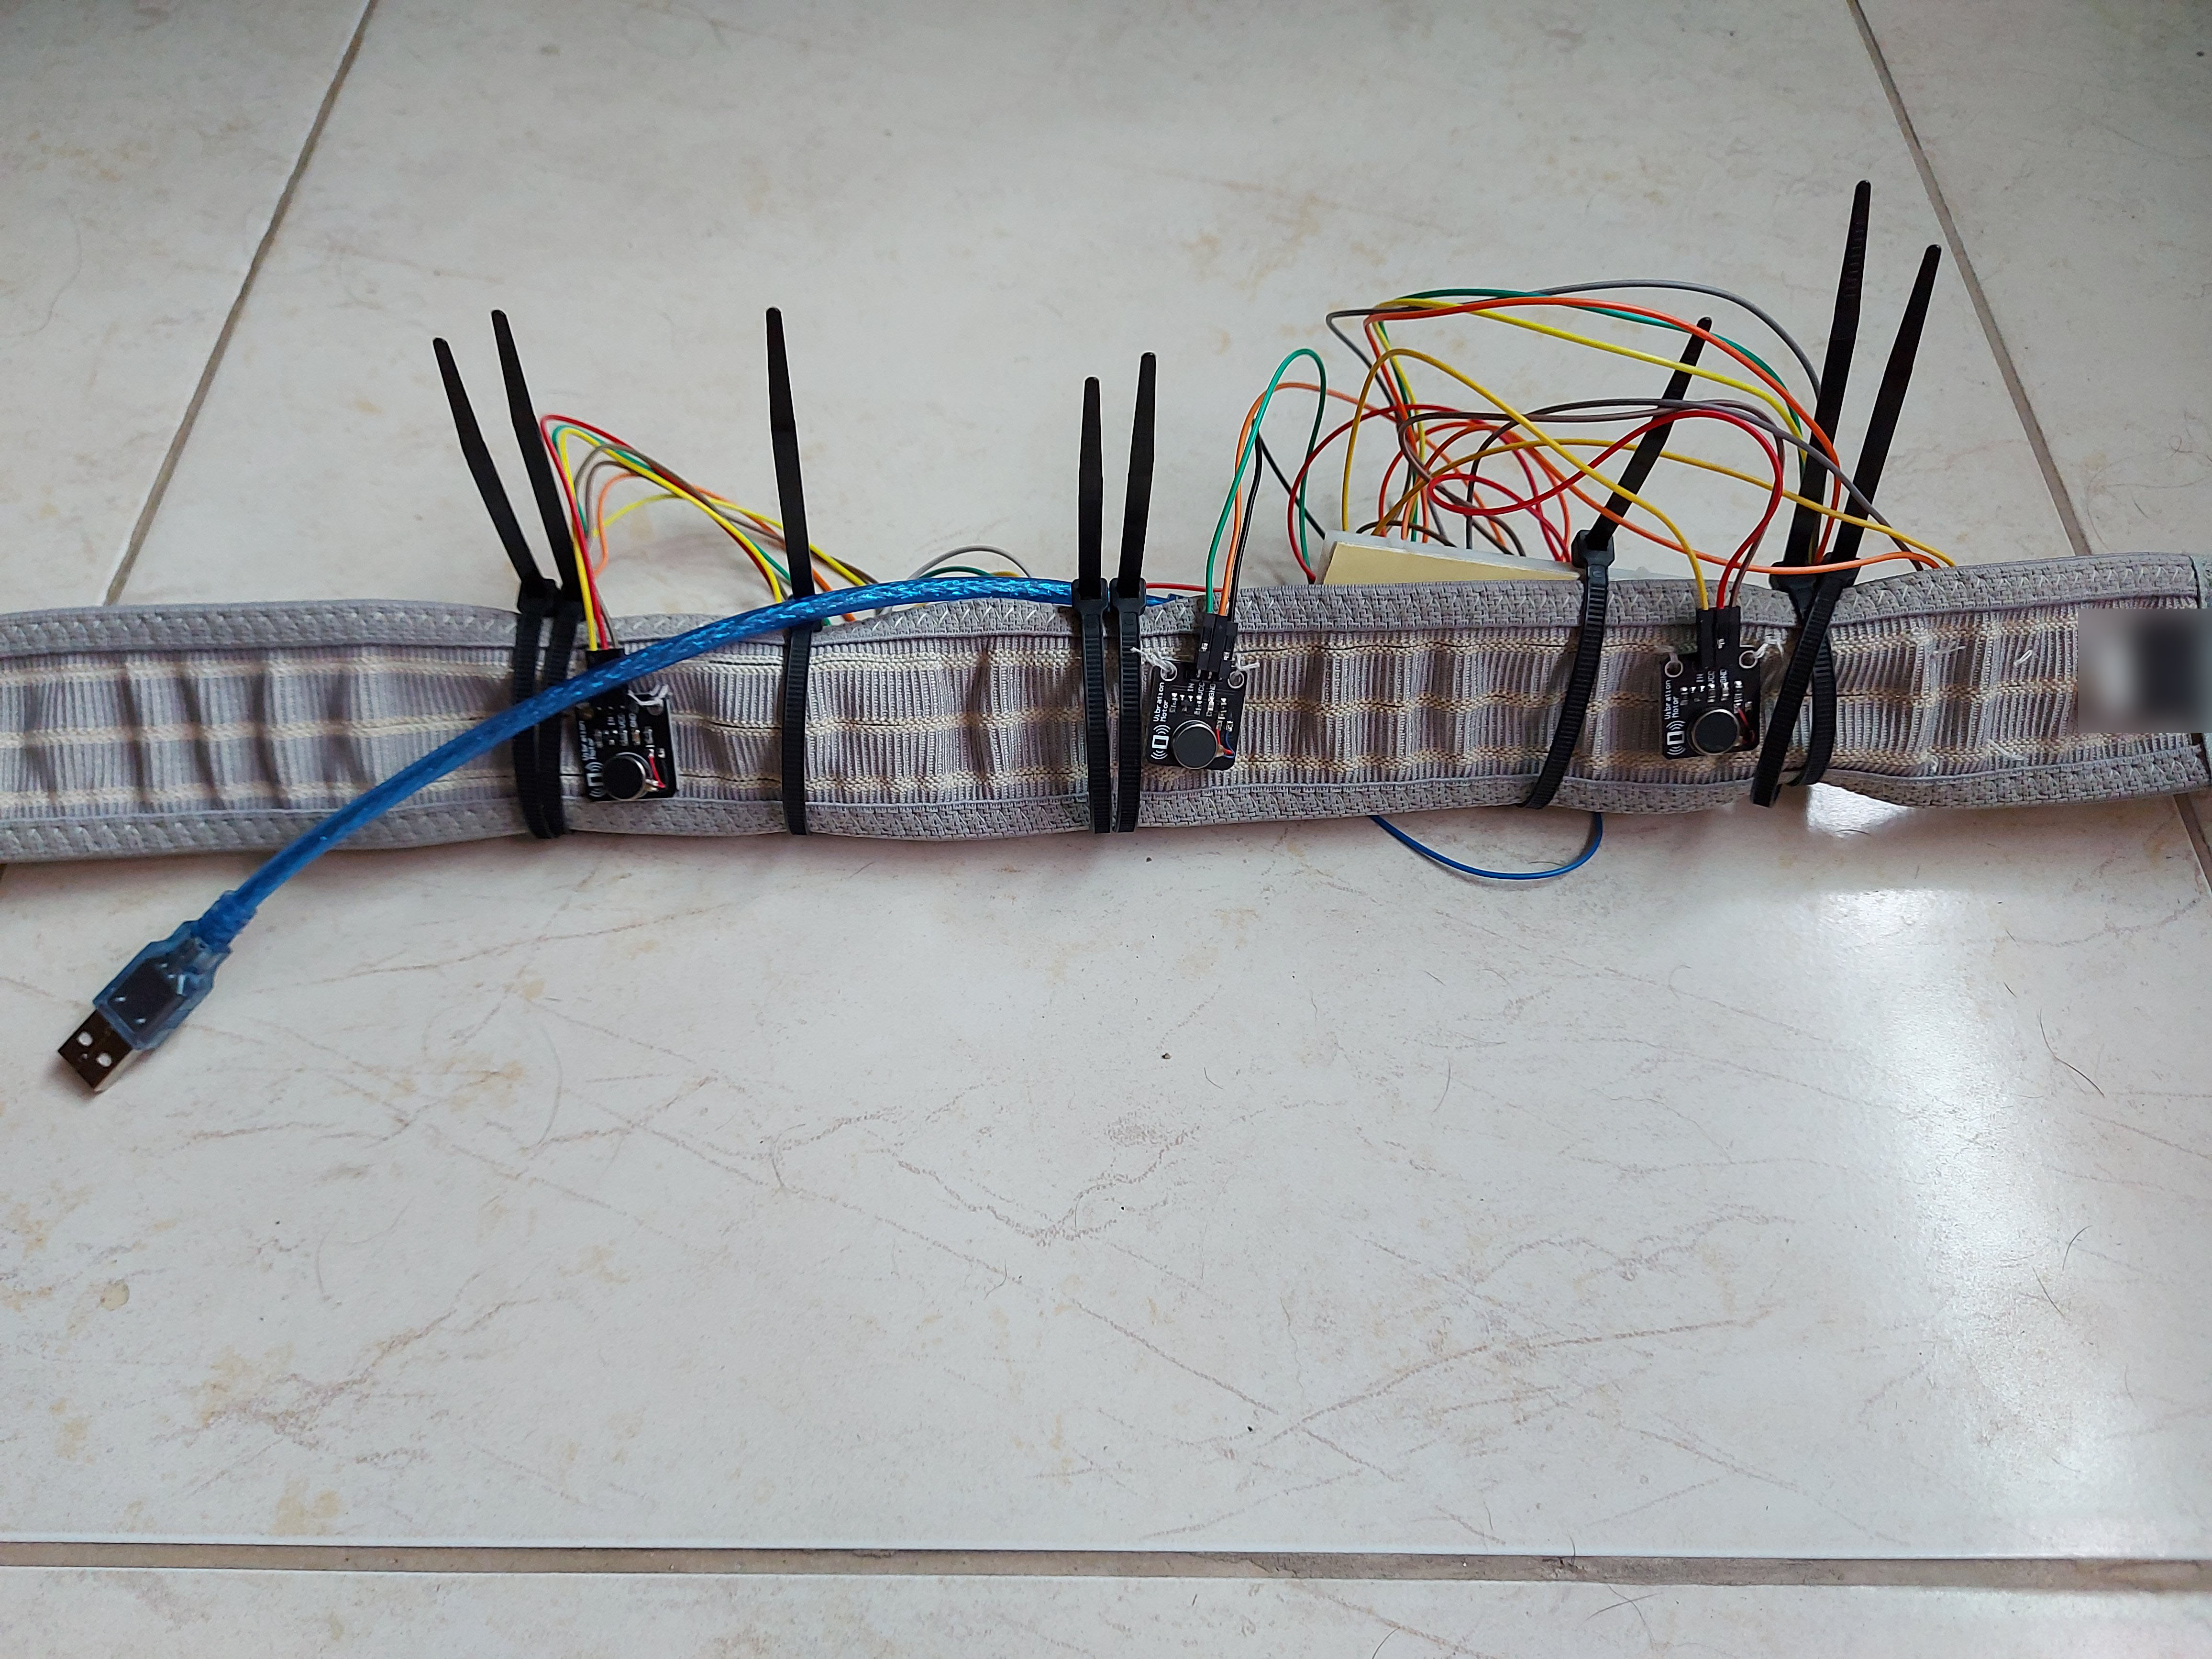 Vibration
Motor
IN
VCC
GND
Vibration
Motor
IN
VCC
GND
Vibration
Motor
IN
VCC
GND